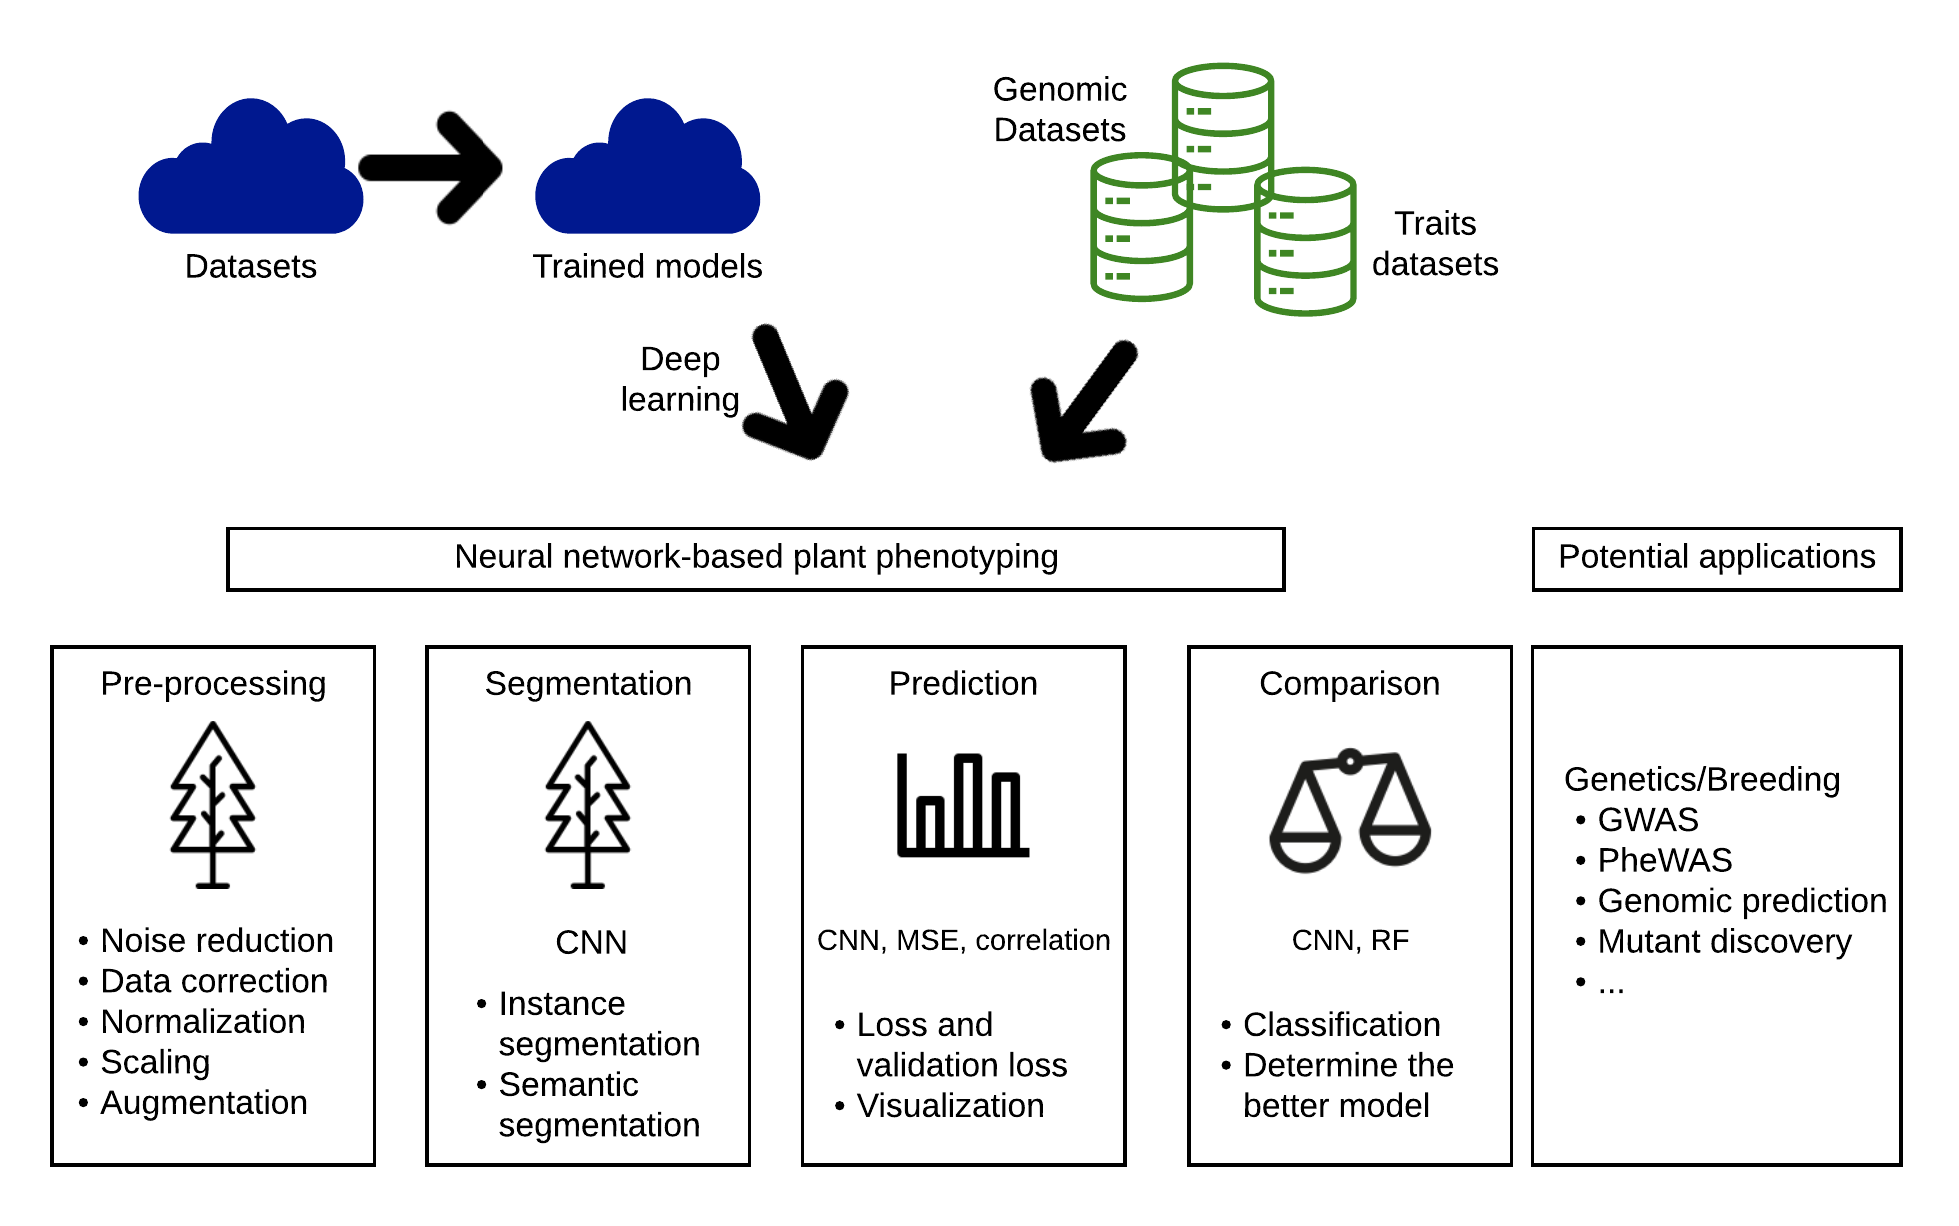 Genomic
Datasets
Traits
datasets
Datasets
Trained models
Deep
learning
Neural network-based plant phenotyping
Potential applications
Pre-processing
• Noise reduction
• Data correction
• Normalization
• Scaling
• Augmentation
Segmentation
CNN
• Instance
segmentation
• Semantic
segmentation
Prediction
CNN, MSE, correlation
• Loss and
validation loss
• Visualization
Comparison
CNN, RF
• Classification
• Determine the
better model
Genetics/Breeding
• GWAS
• PheWAS
• Genomic prediction
• Mutant discovery
• ...